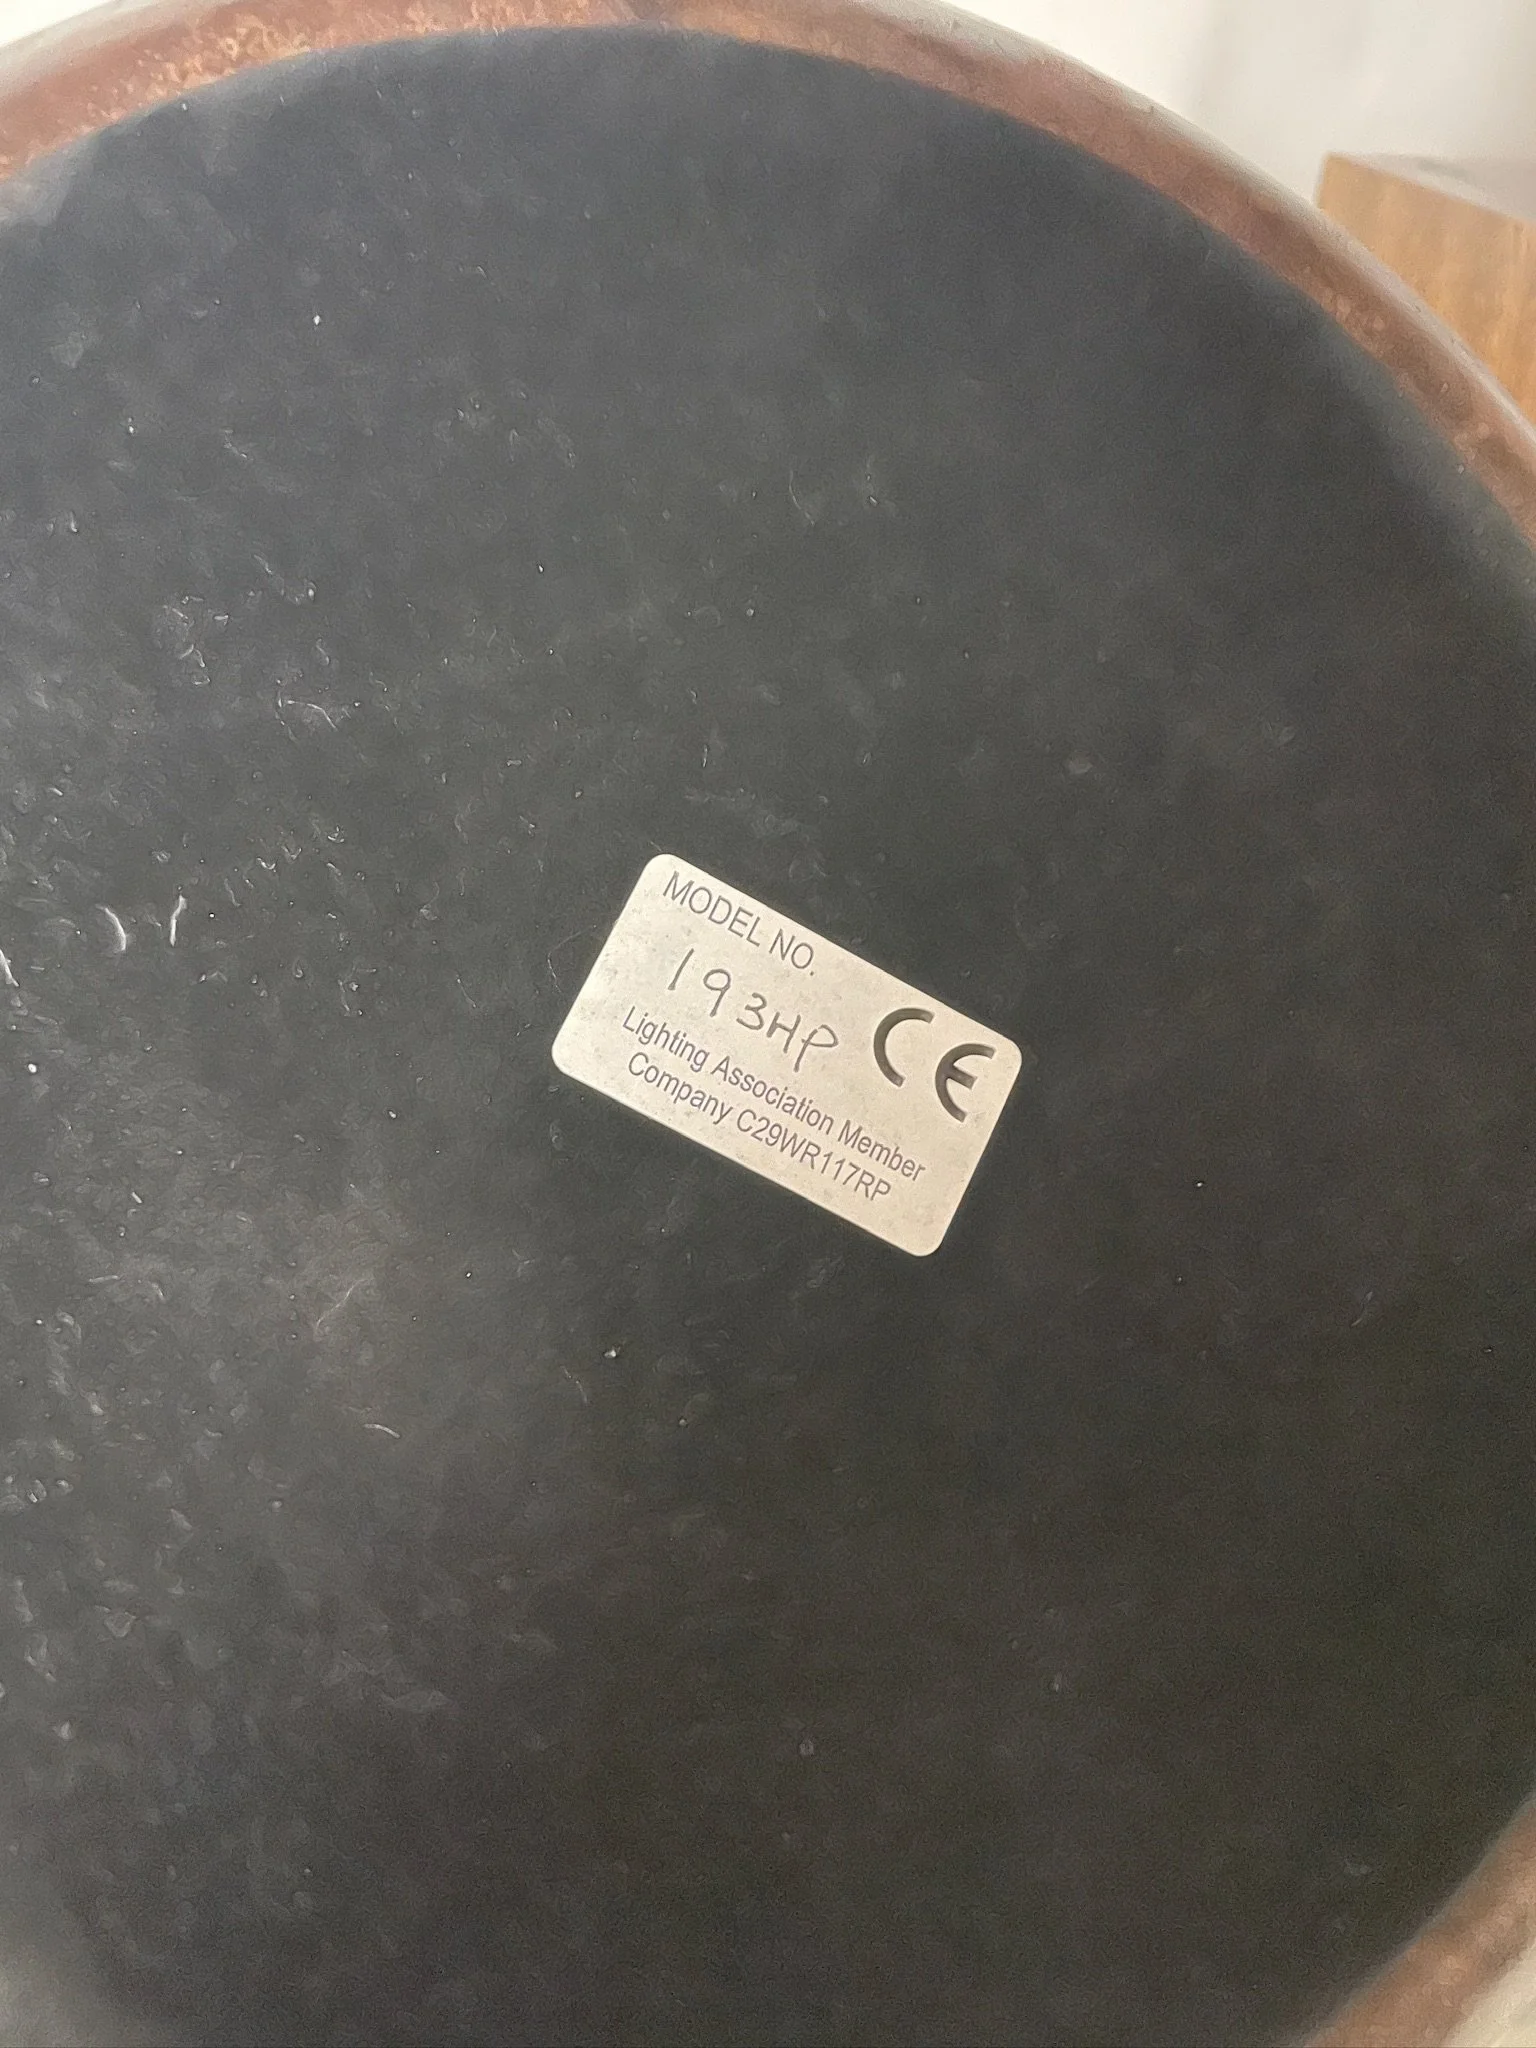 MODEL NO.
193HP
CE
Lighting Association Member
Company C29WR117RP